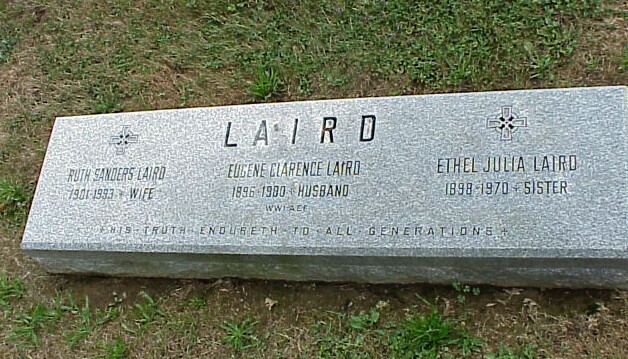 LAIRD
RUTH SANDERS LAIRD
1901-1993 + WIFE
EUGENE CLARENCE LAIRD
1896-1980 + HUSBAND
WWI-AEF
ETHEL JULIA LAIRD
1898-1970 + SISTER
+HIS·TRUTH·ENDURETH·TO·ALL·GENERATIONS+